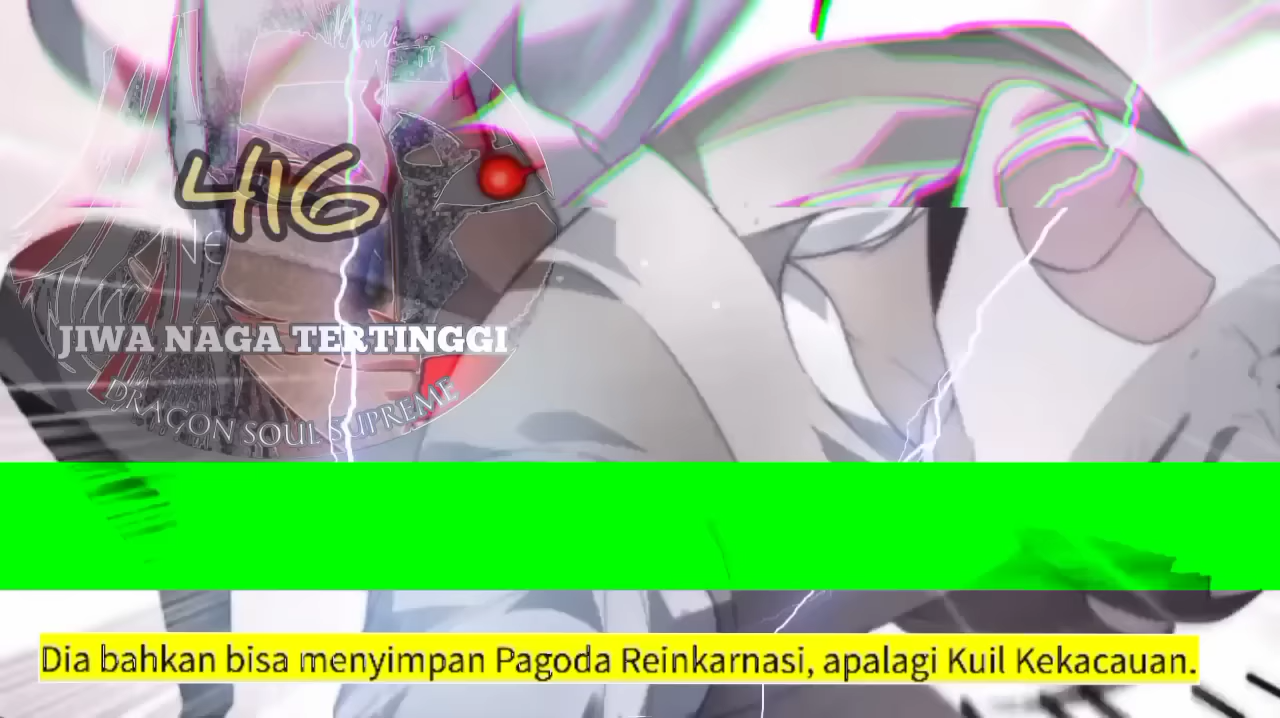 416
JIWA NAGA TERTINGGI
DRAGON SOUL SUPREME
Dia bahkan bisa menyimpan Pagoda Reinkarnasi, apalagi Kuil Kekacauan.